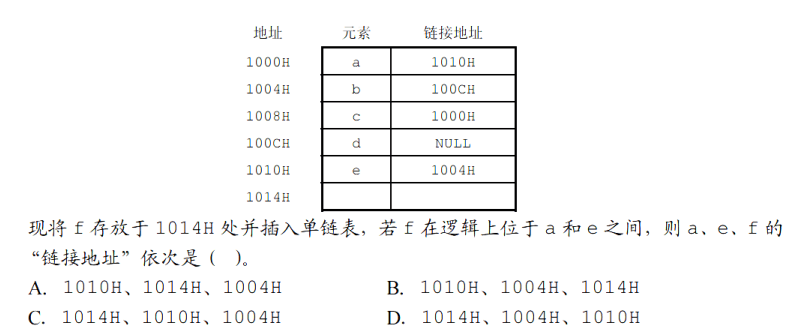 地址 元素 链接地址
1000H a 1010H
1004H b 100CH
1008H c 1000H
100CH d NULL
1010H e 1004H
1014H
现将 f 存放于 1014H 处并插入单链表，若 f 在逻辑上位于 a 和 e 之间，则 a、e、f 的
“链接地址”依次是（ ）。
A. 1010H、1014H、1004H B. 1010H、1004H、1014H
C. 1014H、1010H、1004H D. 1014H、1004H、1010H